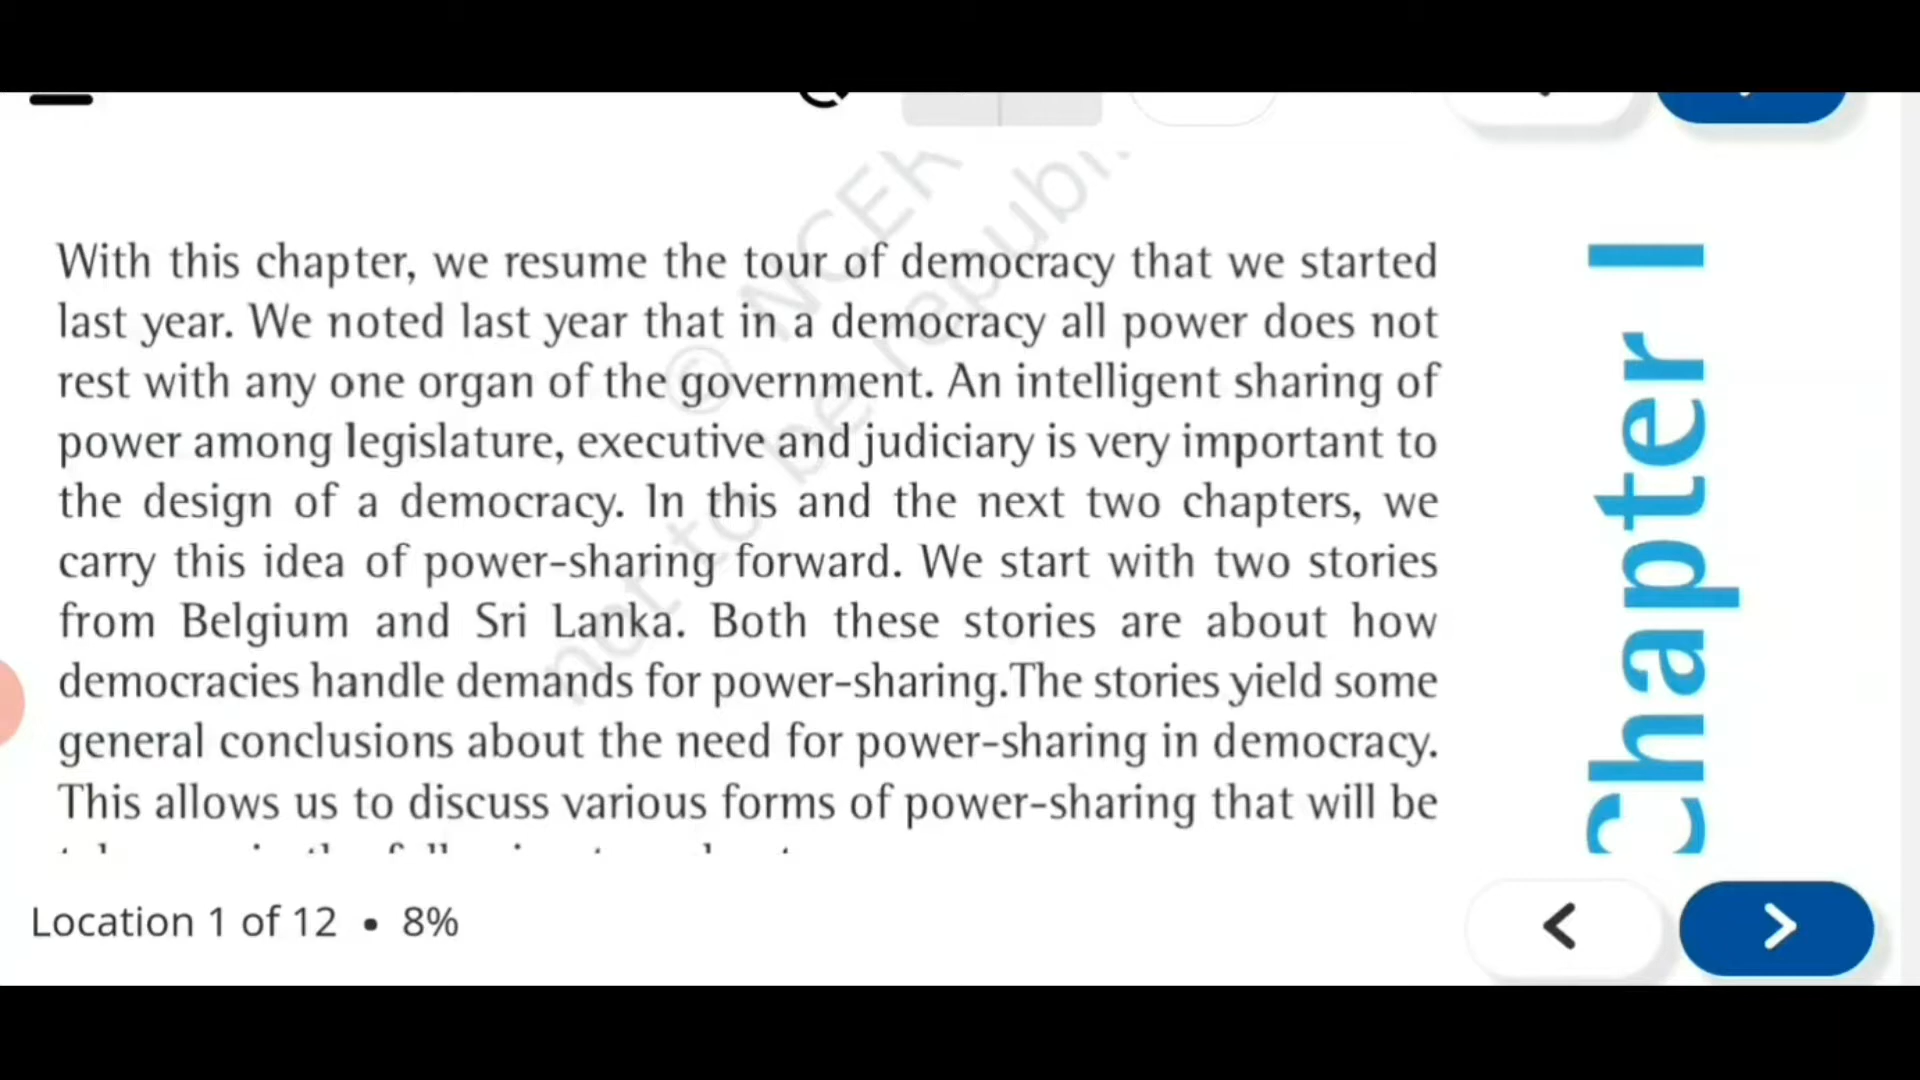 With this chapter, we resume the tour of democracy that we started
last year. We noted last year that in a democracy all power does not
rest with any one organ of the government. An intelligent sharing of
power among legislature, executive and judiciary is very important to
the design of a democracy. In this and the next two chapters, we
carry this idea of power-sharing forward. We start with two stories
from Belgium and Sri Lanka. Both these stories are about how
democracies handle demands for power-sharing.The stories yield some
general conclusions about the need for power-sharing in democracy.
This allows us to discuss various forms of power-sharing that will be
Chapter I
© NCER
not to be republi
Location 1 of 12 • 8%